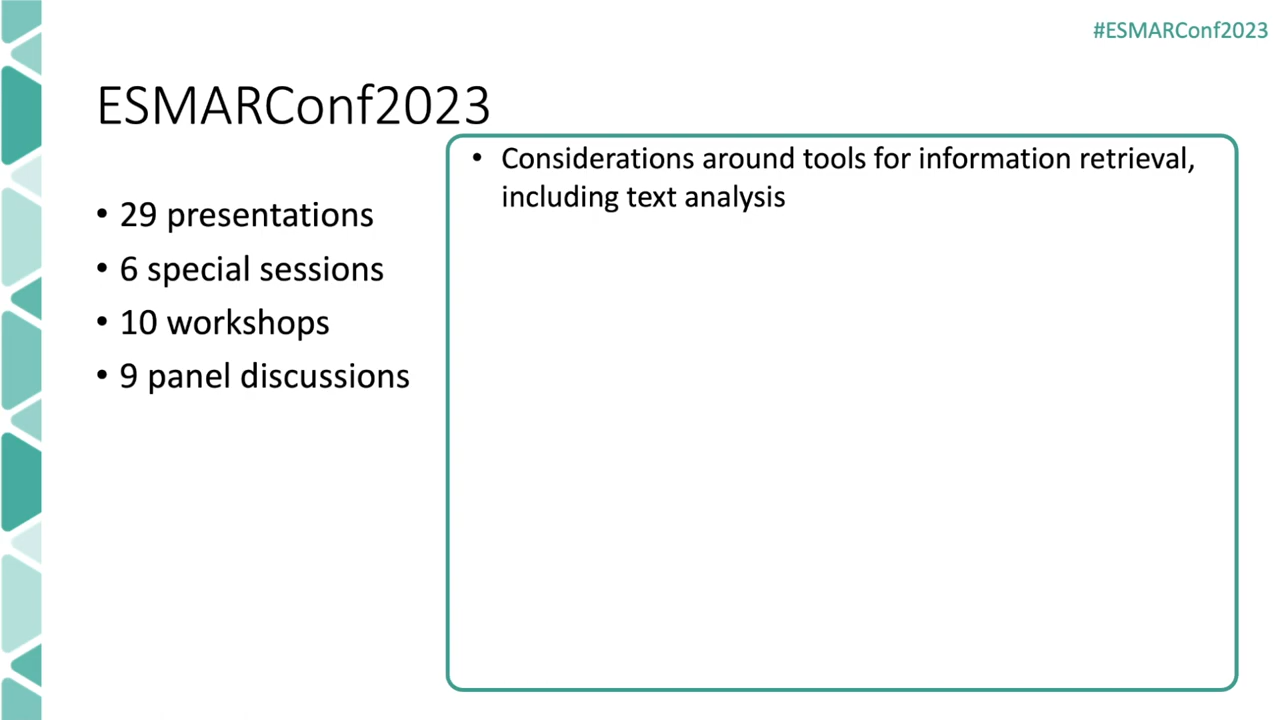 #ESMARConf2023
ESMARConf2023
• 29 presentations
• 6 special sessions
• 10 workshops
• 9 panel discussions
• Considerations around tools for information retrieval,
including text analysis